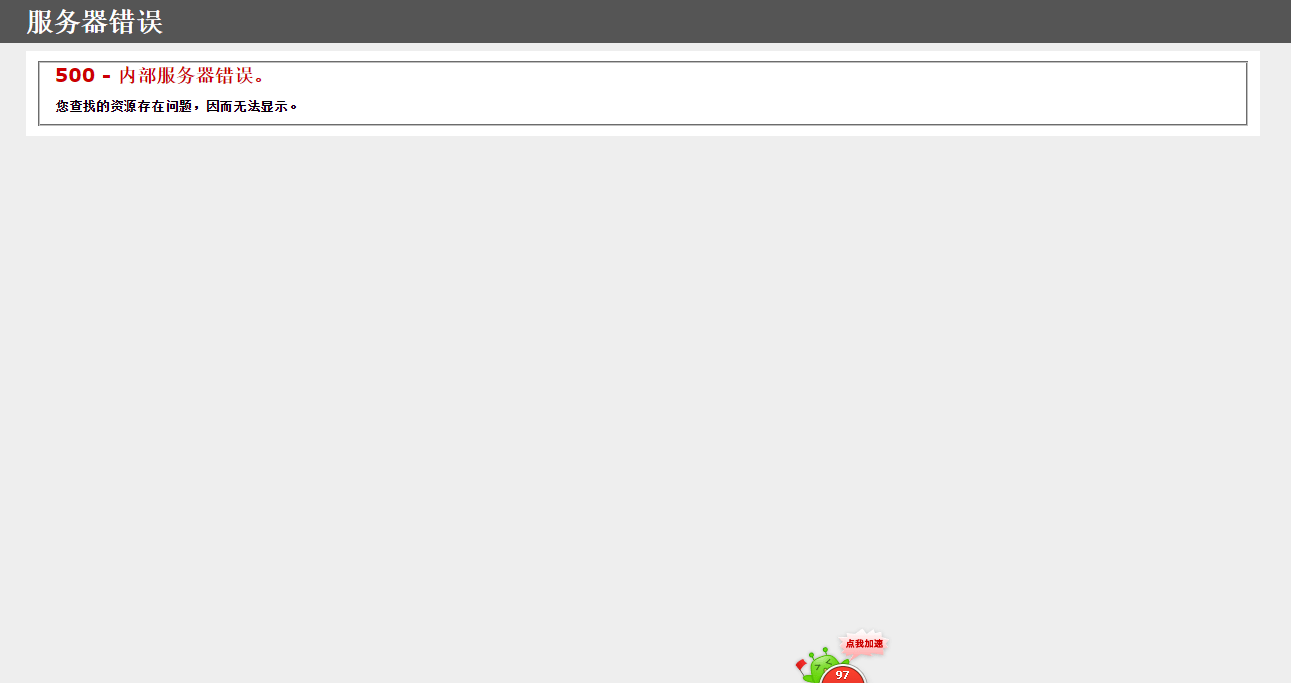 服务器错误
500 - 内部服务器错误。
您查找的资源存在问题，因而无法显示。
点我加速
97